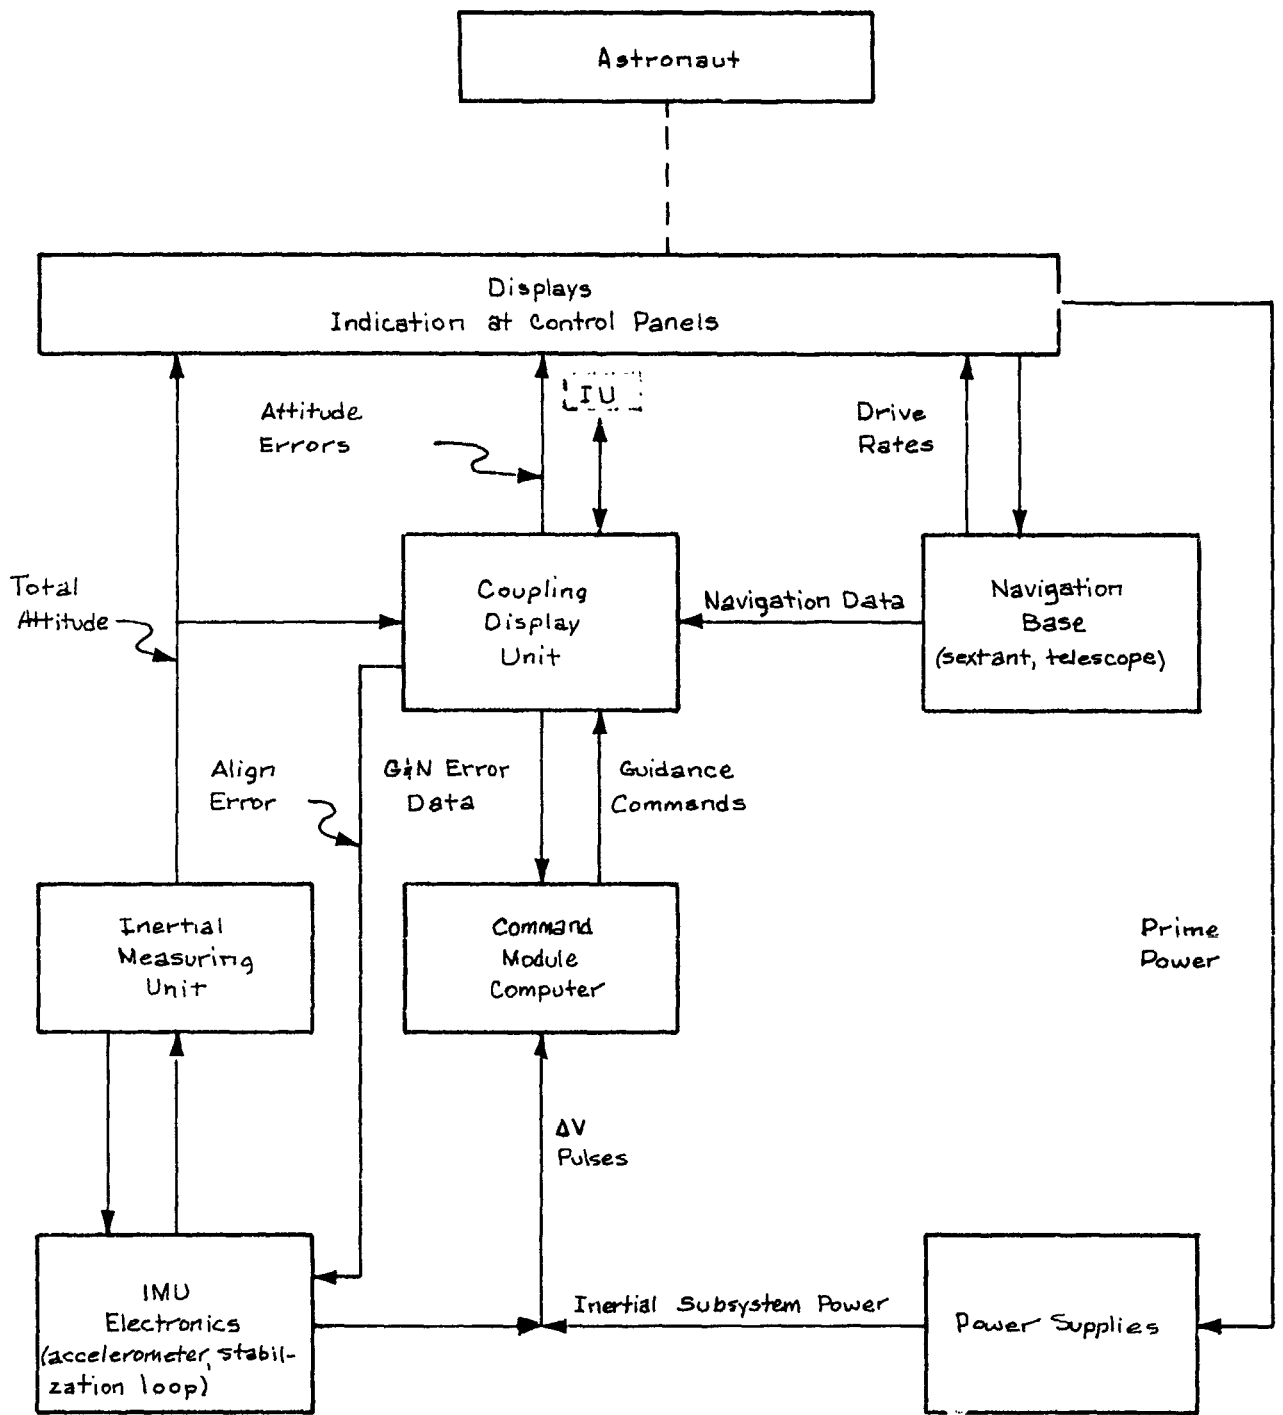 Astronaut
Displays
Indication at Control Panels
IU
Attitude
Errors
Drive
Rates
Total
Attitude
Coupling
Display
Unit
Navigation Data
Navigation
Base
(sextant, telescope)
Align
Error
G&N Error
Data
Guidance
Commands
Inertial
Measuring
Unit
Command
Module
Computer
Prime
Power
ΔV
Pulses
IMU
Electronics
(accelerometer, stabil-
zation loop)
Inertial Subsystem Power
Power Supplies